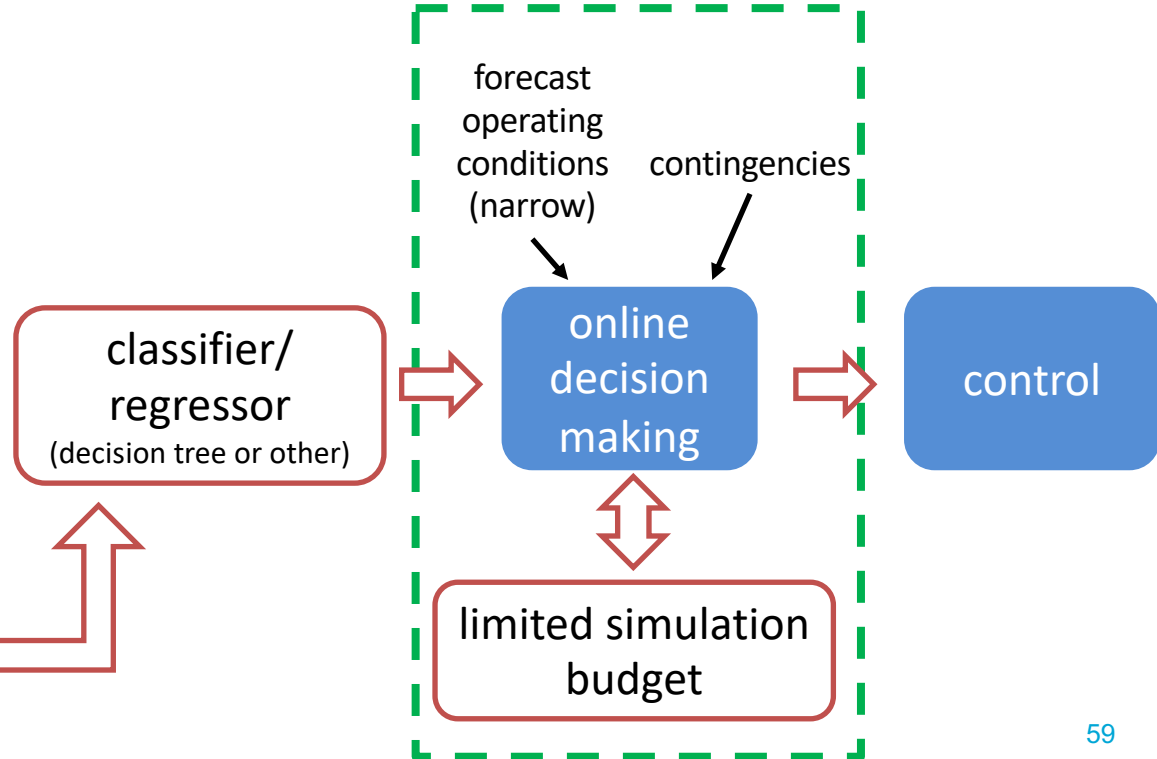 forecast
operating
conditions
(narrow)
contingencies
classifier/
regressor
(decision tree or other)
online
decision
making
control
limited simulation
budget
59